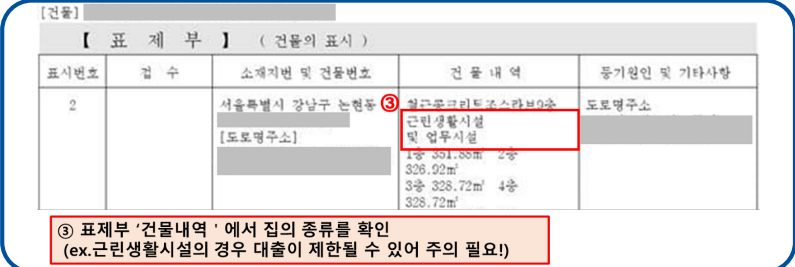 [건물]
【 표 제 부 】 ( 건물의 표시 )
표시번호 접 수 소재지번 및 건물번호 건 물 내 역 등기원인 및 기타사항
2 서울특별시 강남구 논현동 ③ 철근콘크리트조스라브9층 도로명주소
근린생활시설
[도로명주소] 및 업무시설
1층 351.88㎡ 2층
326.92㎡
3층 328.72㎡ 4층
328.72㎡
③ 표제부 ‘건물내역 ' 에서 집의 종류를 확인
(ex.근린생활시설의 경우 대출이 제한될 수 있어 주의 필요!)